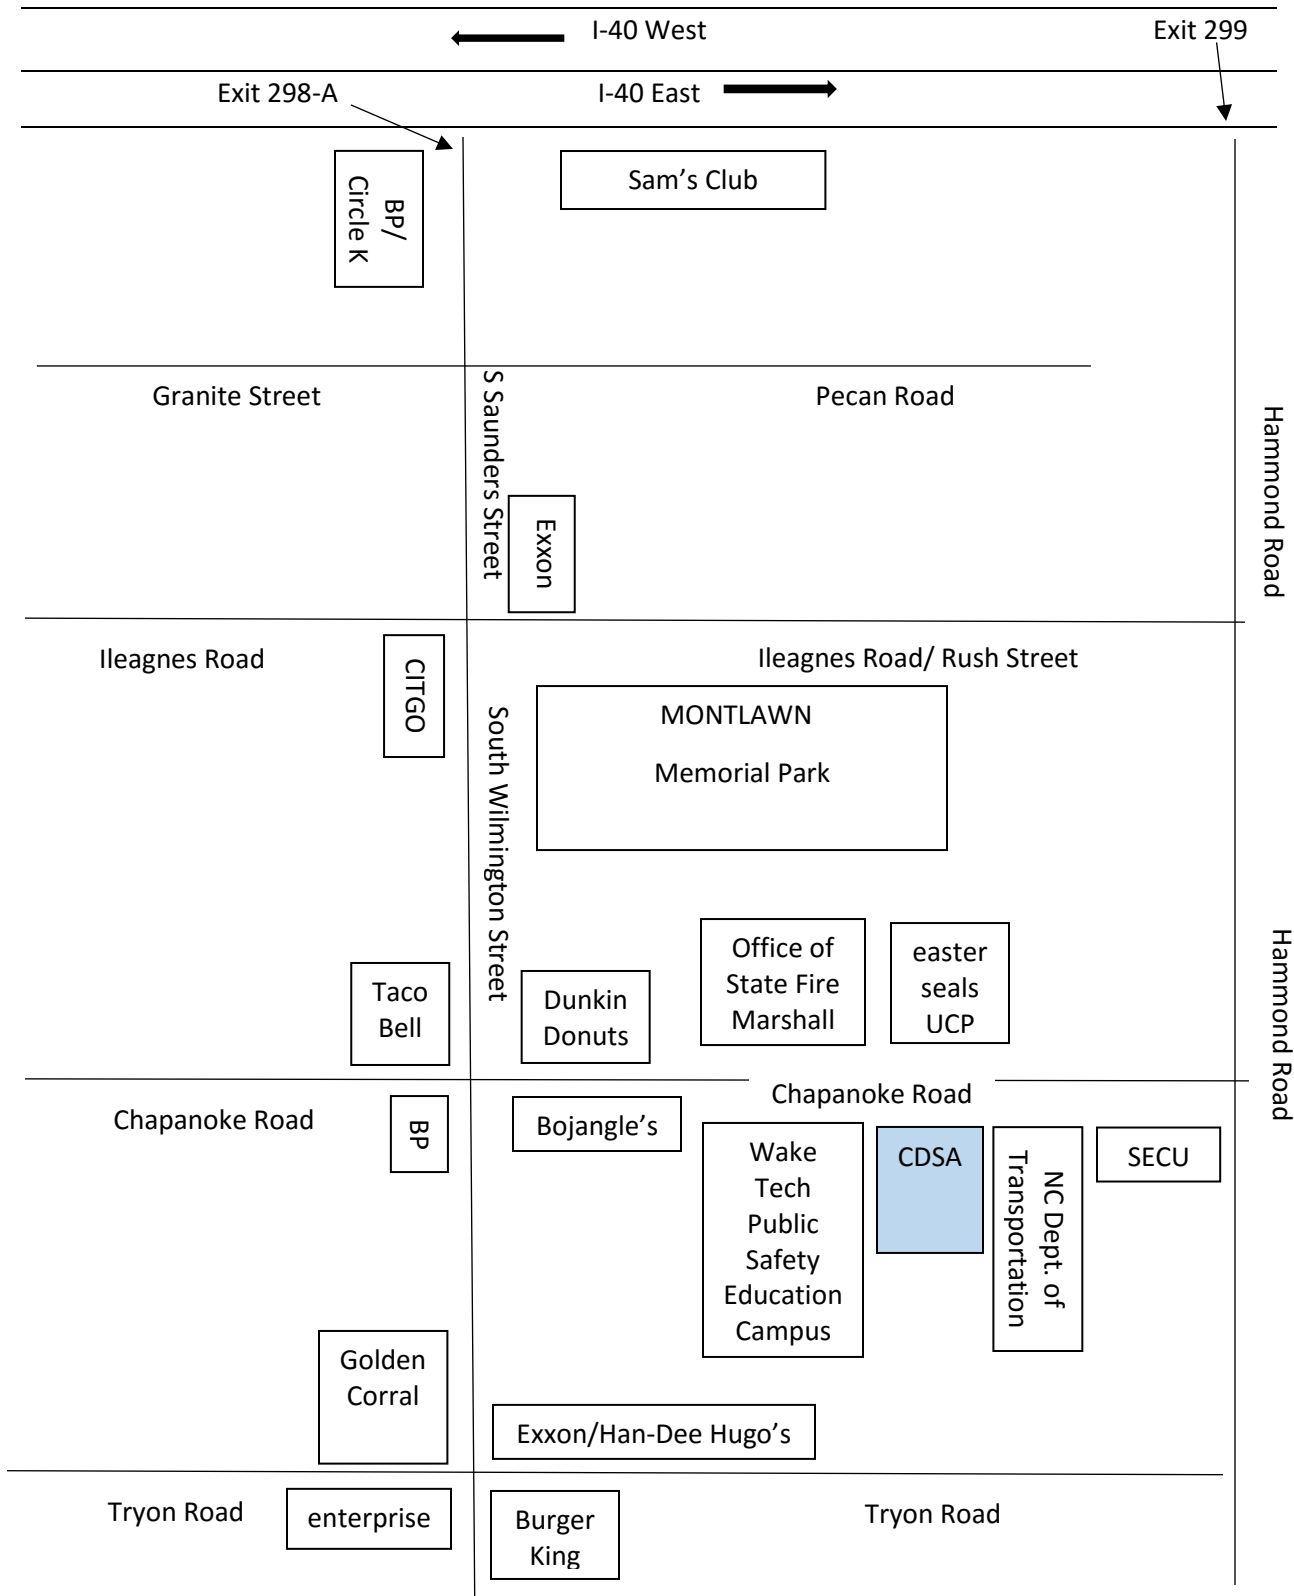 I-40 West
Exit 299
Exit 298-A
I-40 East
BP/
Circle K
Sam's Club
Granite Street
S Saunders Street
Pecan Road
Hammond Road
Exxon
Ileagnes Road
CITGO
Ileagnes Road/ Rush Street
South Wilmington Street
MONTLAWN
Memorial Park
Taco
Bell
Dunkin
Donuts
Office of
State Fire
Marshall
easter
seals
UCP
Hammond Road
Chapanoke Road
BP
Bojangle's
Chapanoke Road
Wake
Tech
Public
Safety
Education
Campus
CDSA
NC Dept. of
Transportation
SECU
Golden
Corral
Exxon/Han-Dee Hugo's
Tryon Road
enterprise
Burger
King
Tryon Road